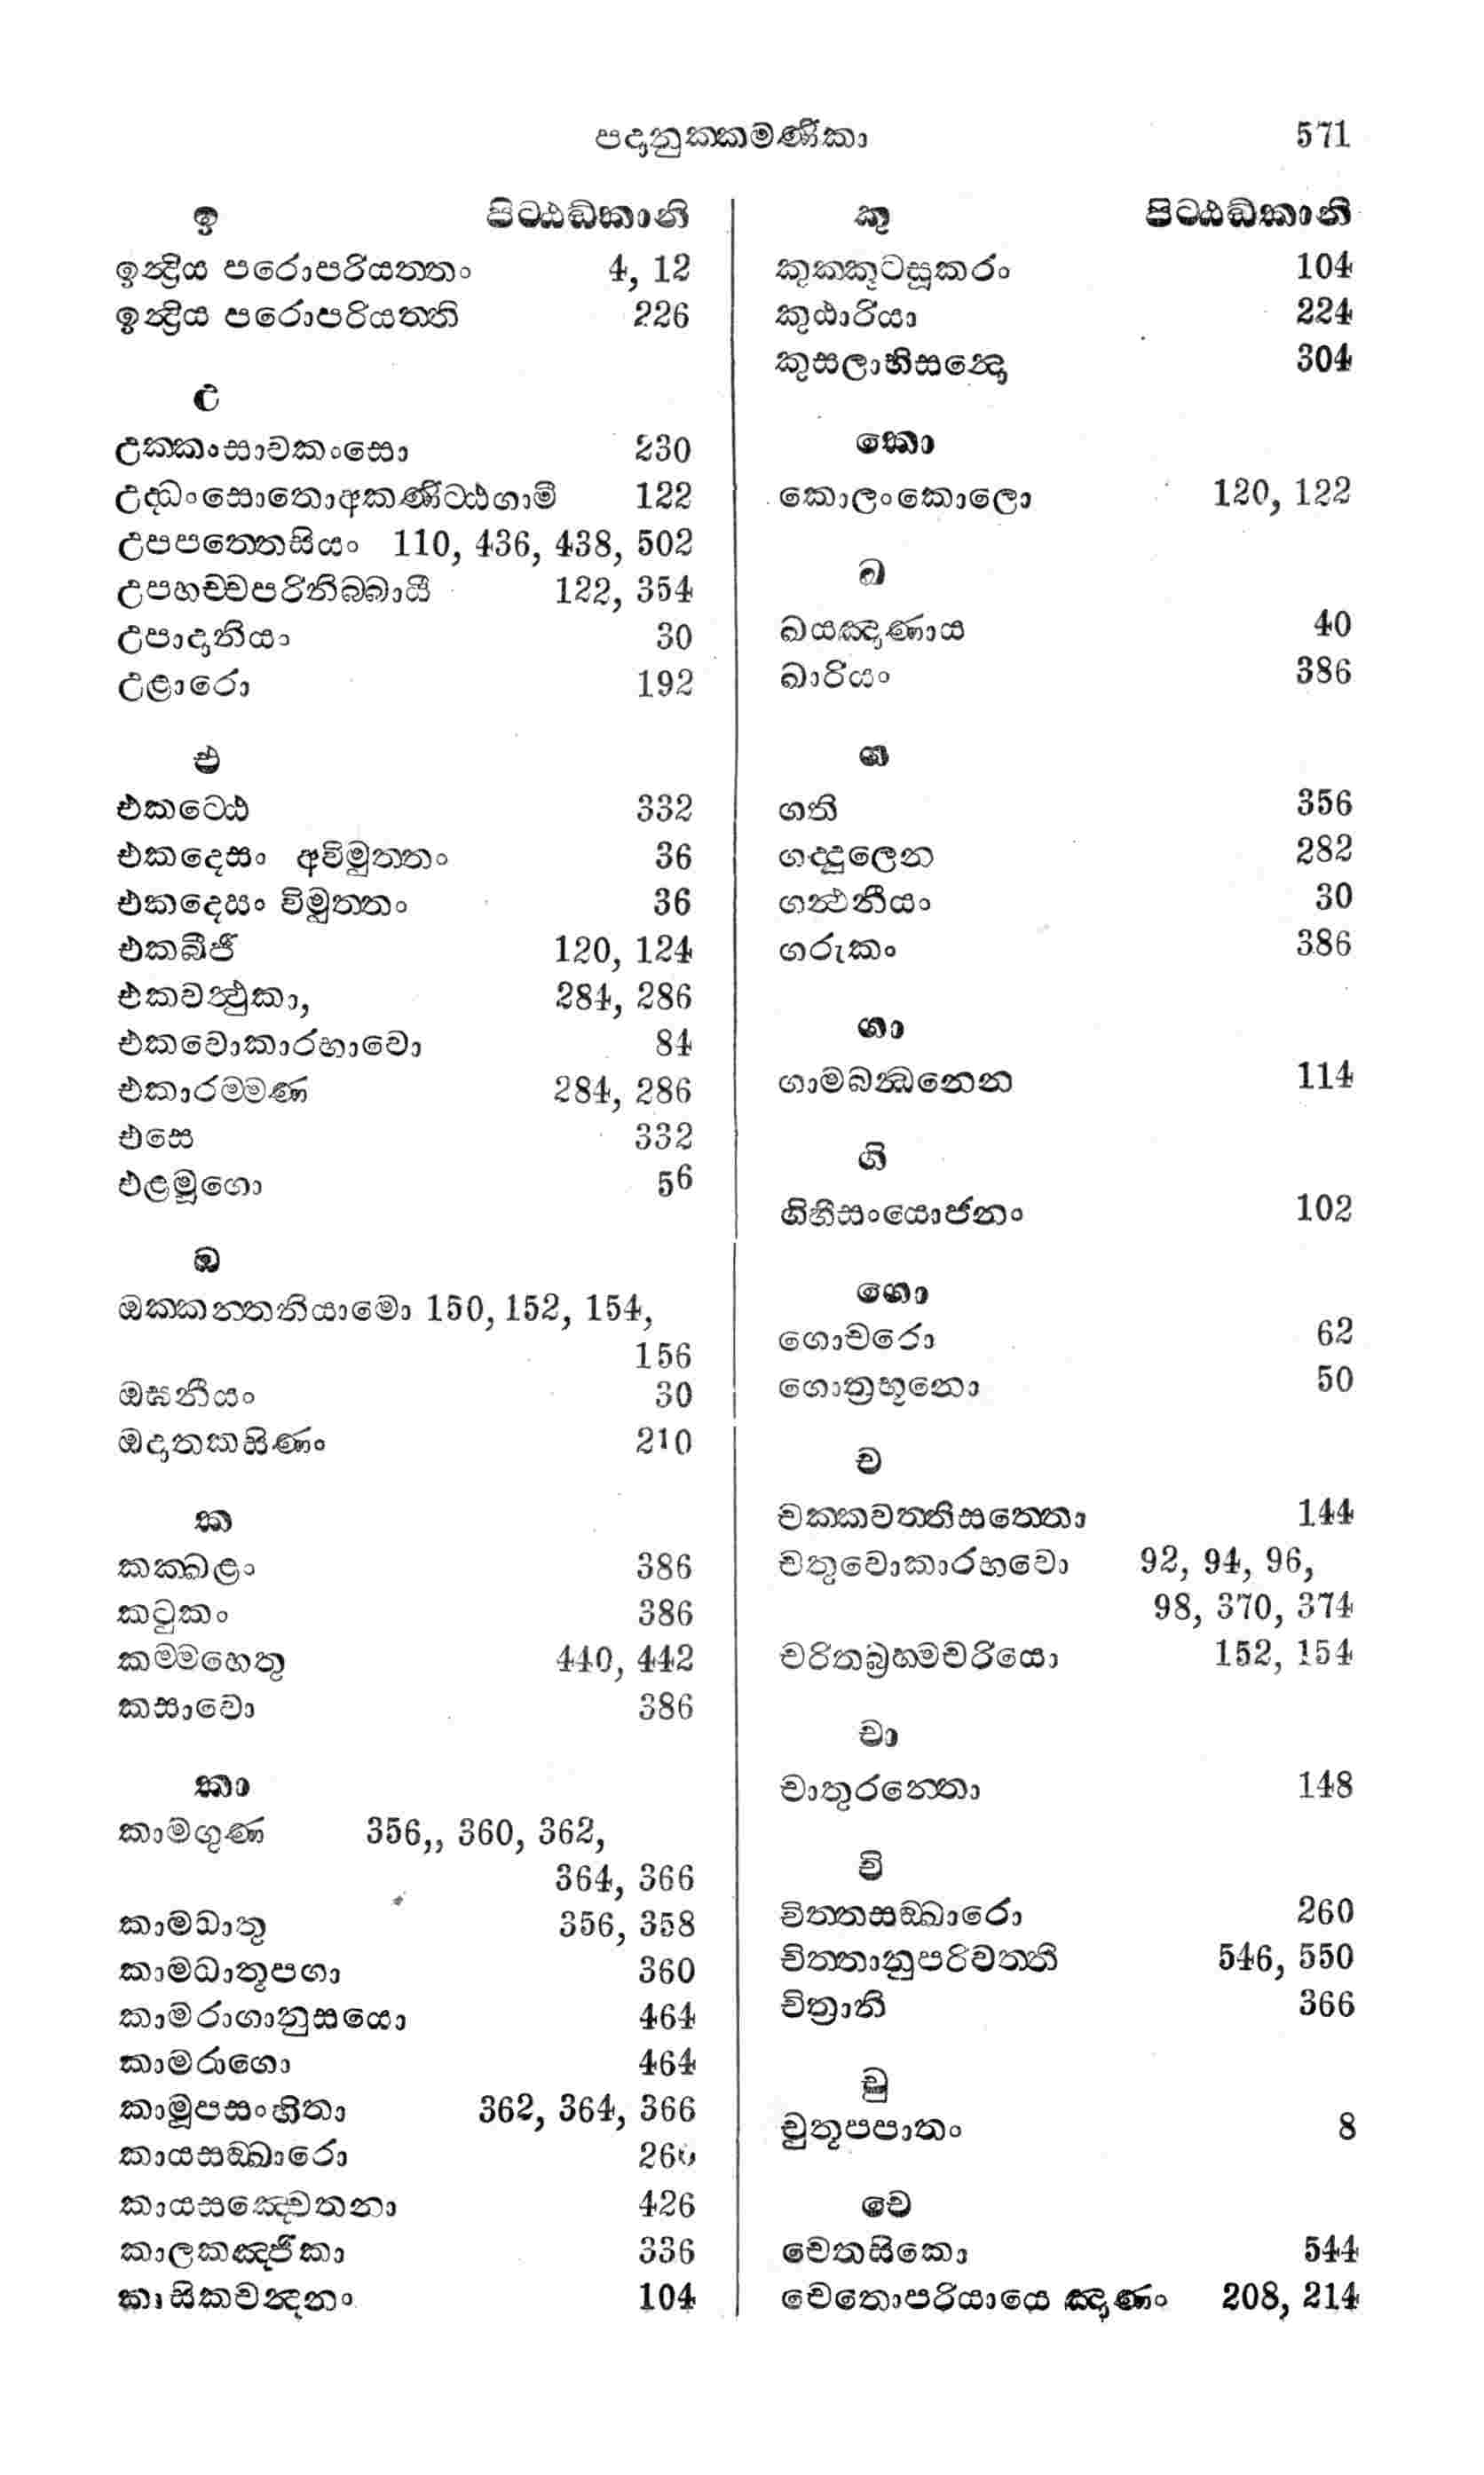 පදානුක්කමණිකා 571
ඉ පිට්ඨඞ්කානි
ඉන්ද්‍රිය පරොපරියත්තං 4, 12
ඉන්ද්‍රිය පරොපරියත්ති 226
උ
උක්කංසාවකංසො 230
උද්ධංසොතොඅකණිට්ඨගාමී 122
උපපත්තෙසියං 110, 436, 438, 502
උපහච්චපරිනිබ්බායී 122, 354
උපාදානියා 30
උළාරො 192
එ
එකට්ඨෙ 332
එකදෙසං අවිමුත්තං 36
එකදෙසං විමුත්තං 36
එකබීජී 120, 124
එකවත්ථුකා, 284, 286
එකවොකාරභාවො 84
එකාරම්මණ 284, 286
එසෙ 332
එළමූගො 56
ඔ
ඔක්කන්තනියාමො 150, 152, 154,
156
ඔඝනීයං 30
ඔදාතකසිණං 210
ක
කක්ඛළා 386
කටුකං 386
කම්මහෙතු 440, 442
කසාවො 386
කා
කාමගුණ 356,, 360, 362,
364, 366
කාමධාතු 356, 358
කාමධාතූපගා 360
කාමරාගානුසයො 464
කාමරාගො 464
කාමූපසංහිතා 362, 364, 366
කායසඞ්ඛාරො 260
කායසඤ්චෙතනා 426
කාලකඤ්ජිකා 336
කාසිකචන්දනං 104
කු පිට්ඨඞ්කානි
කුක්කූටසූකරං 104
කුඨාරියා 224
කුසලාභිසන්දො 304
කො
කොලංකොලො 120, 122
ඛ
ඛයඤාණාය 40
ඛාරියං 386
ග
ගති 356
ගද්දුලෙන 282
ගන්ථනීයා 30
ගරුකං 386
ගා
ගාමබන්ධනෙන 114
ගි
ගිහිසංයොජනං 102
ගො
ගොචරො 62
ගොත්‍රභූනො 50
ච
චක්කවත්තිසත්තො 144
චතුවොකාරභවො 92, 94, 96,
98, 370, 374
චරිතබ්‍රහ්මචරියො 152, 154
චා
චාතුරන්තො 148
චි
චිත්තසඞ්ඛාරො 260
චිත්තානුපරිවත්තී 546, 550
චිත්‍රානි 366
චු
චුතූපපාතං 8
චෙ
චෙතසිකො 544
චෙතොපරියායෙ ඤාණං 208, 214